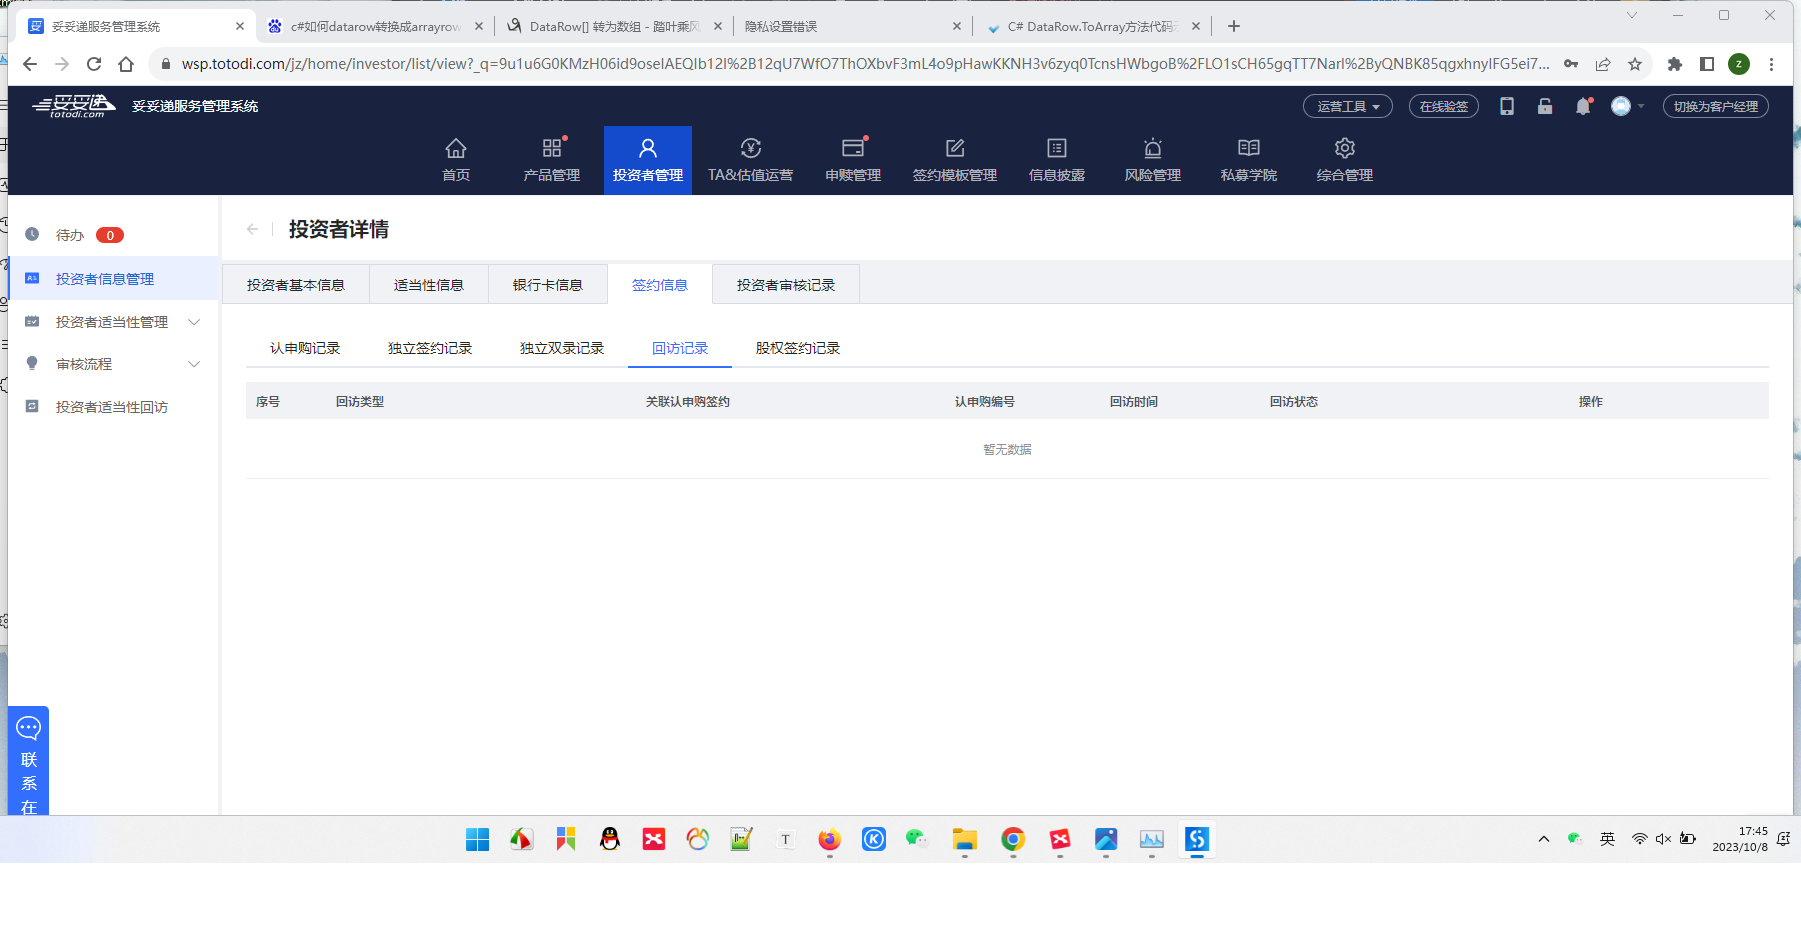 妥妥递服务管理系统
c#如何datarow转换成arrayrow
DataRow[] 转为数组 - 踏叶乘风
隐私设置错误
C# DataRow.ToArray方法代码
wsp.totodi.com/jz/home/investor/list/view?_q=9u1u6G0KMzH06id9oselAEQIb12I%2B12qU7WfO7ThOXbvF3mL4o9pHawKKNH3v6zyq0TcnsHWbgoB%2FLO1sCH65gqTT7NarI%2ByQNBK85qgxhnyIFG5ei7...
z
妥妥递
totodi.com
妥妥递服务管理系统
运营工具
在线验签
切换为客户经理
首页
产品管理
投资者管理
TA&估值运营
申赎管理
签约模板管理
信息披露
风险管理
私募学院
综合管理
待办 0
投资者信息管理
投资者适当性管理
审核流程
投资者适当性回访
投资者详情
投资者基本信息
适当性信息
银行卡信息
签约信息
投资者审核记录
认申购记录
独立签约记录
独立双录记录
回访记录
股权签约记录
序号 回访类型 关联认申购签约 认申购编号 回访时间 回访状态 操作
暂无数据
联
系
在
英
17:45
2023/10/8